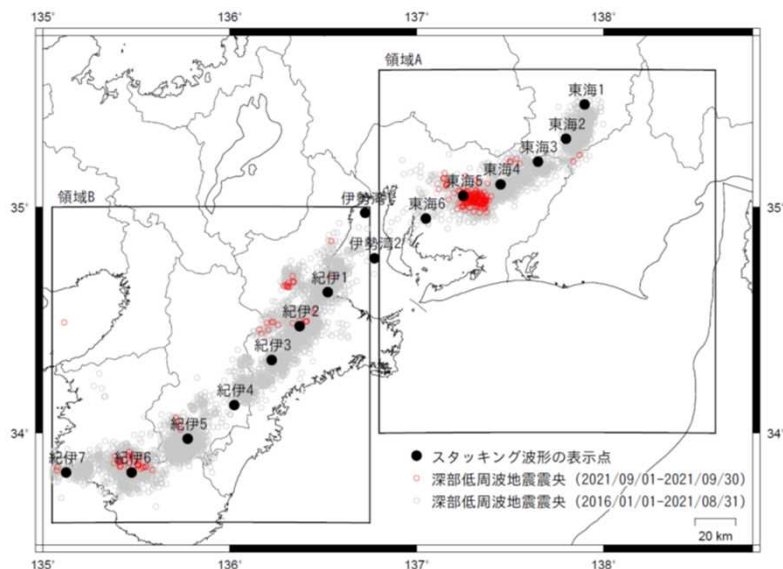 135˚ 136˚ 137˚ 138˚
領域A
東海1
東海2
東海3
東海4
東海5
東海6
35˚ 35˚
領域B
伊勢湾1
伊勢湾2
紀伊1
紀伊2
紀伊3
紀伊4
紀伊5
紀伊6
紀伊7
34˚ 34˚
スタッキング波形の表示点
深部低周波地震震央 (2021/09/01-2021/09/30)
深部低周波地震震央 (2016/01/01-2021/08/31)
20 km
135˚ 136˚ 137˚ 138˚